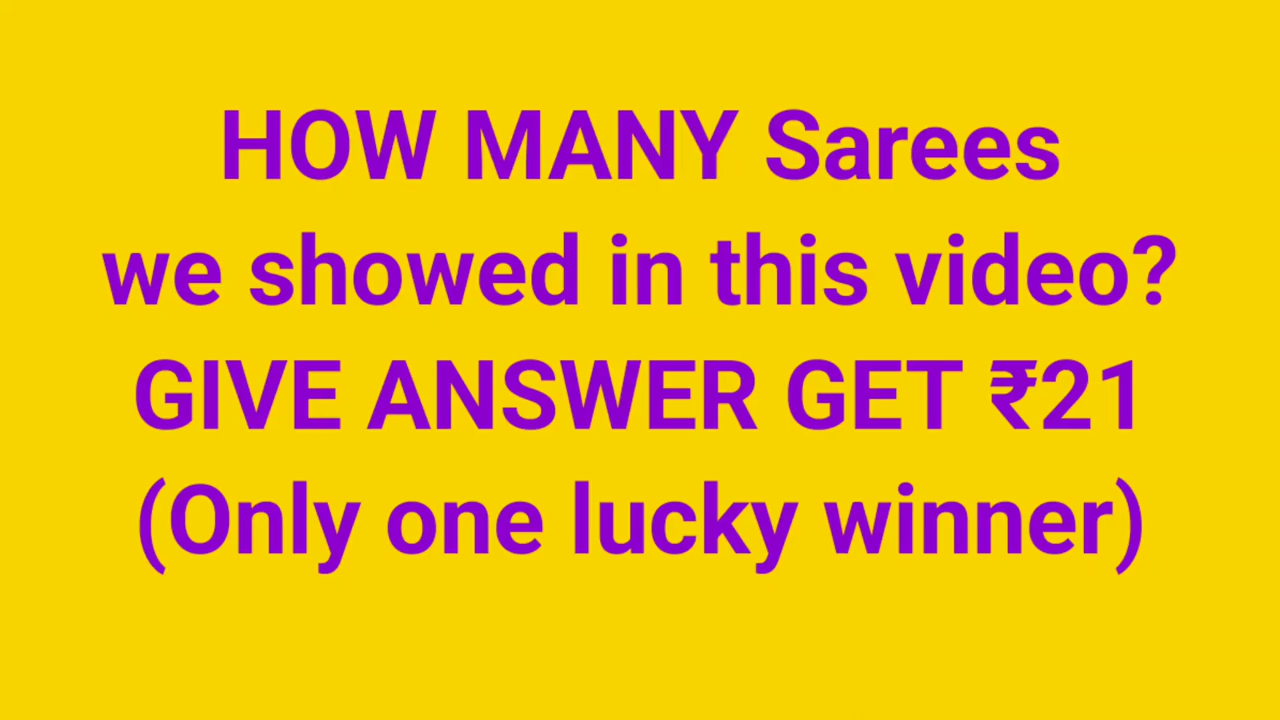 HOW MANY Sarees
we showed in this video?
GIVE ANSWER GET ₹21
(Only one lucky winner)